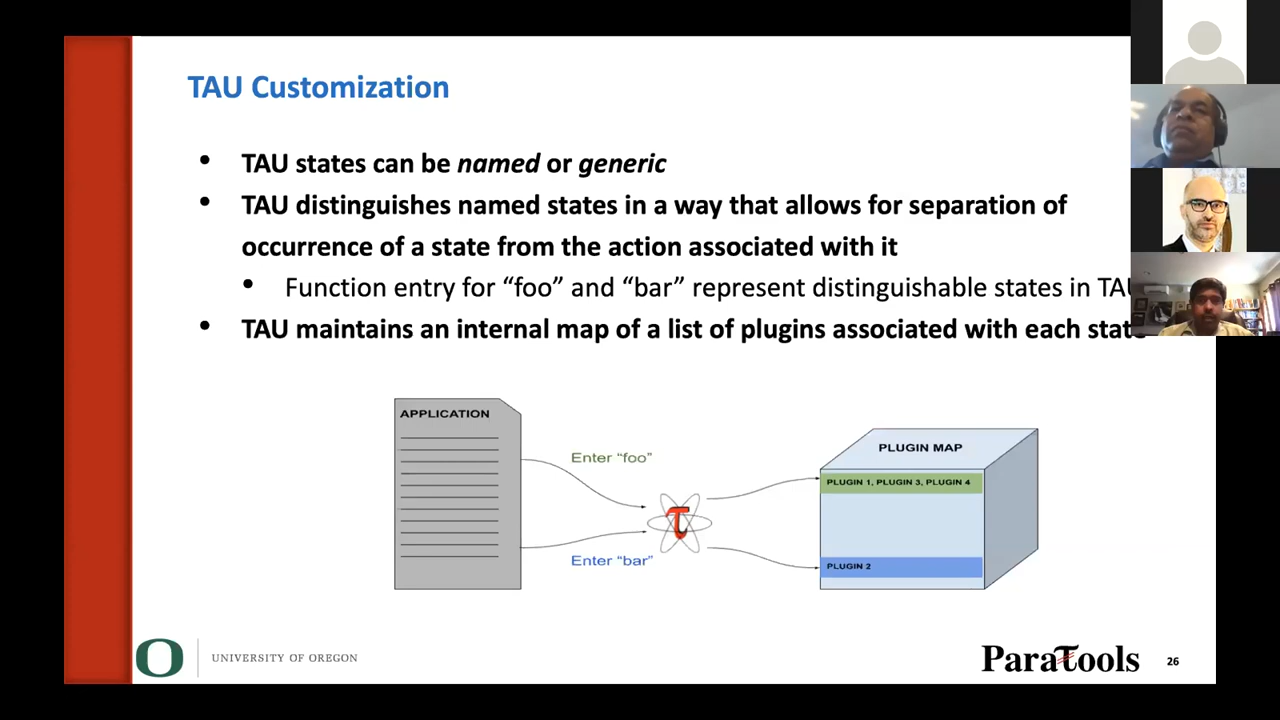 TAU Customization
• TAU states can be named or generic
• TAU distinguishes named states in a way that allows for separation of
occurrence of a state from the action associated with it
• Function entry for “foo” and “bar” represent distinguishable states in TAU
• TAU maintains an internal map of a list of plugins associated with each state
APPLICATION
Enter “foo”
Enter “bar”
τ
PLUGIN MAP
PLUGIN 1, PLUGIN 3, PLUGIN 4
PLUGIN 2
O
UNIVERSITY OF OREGON
ParaTools
26